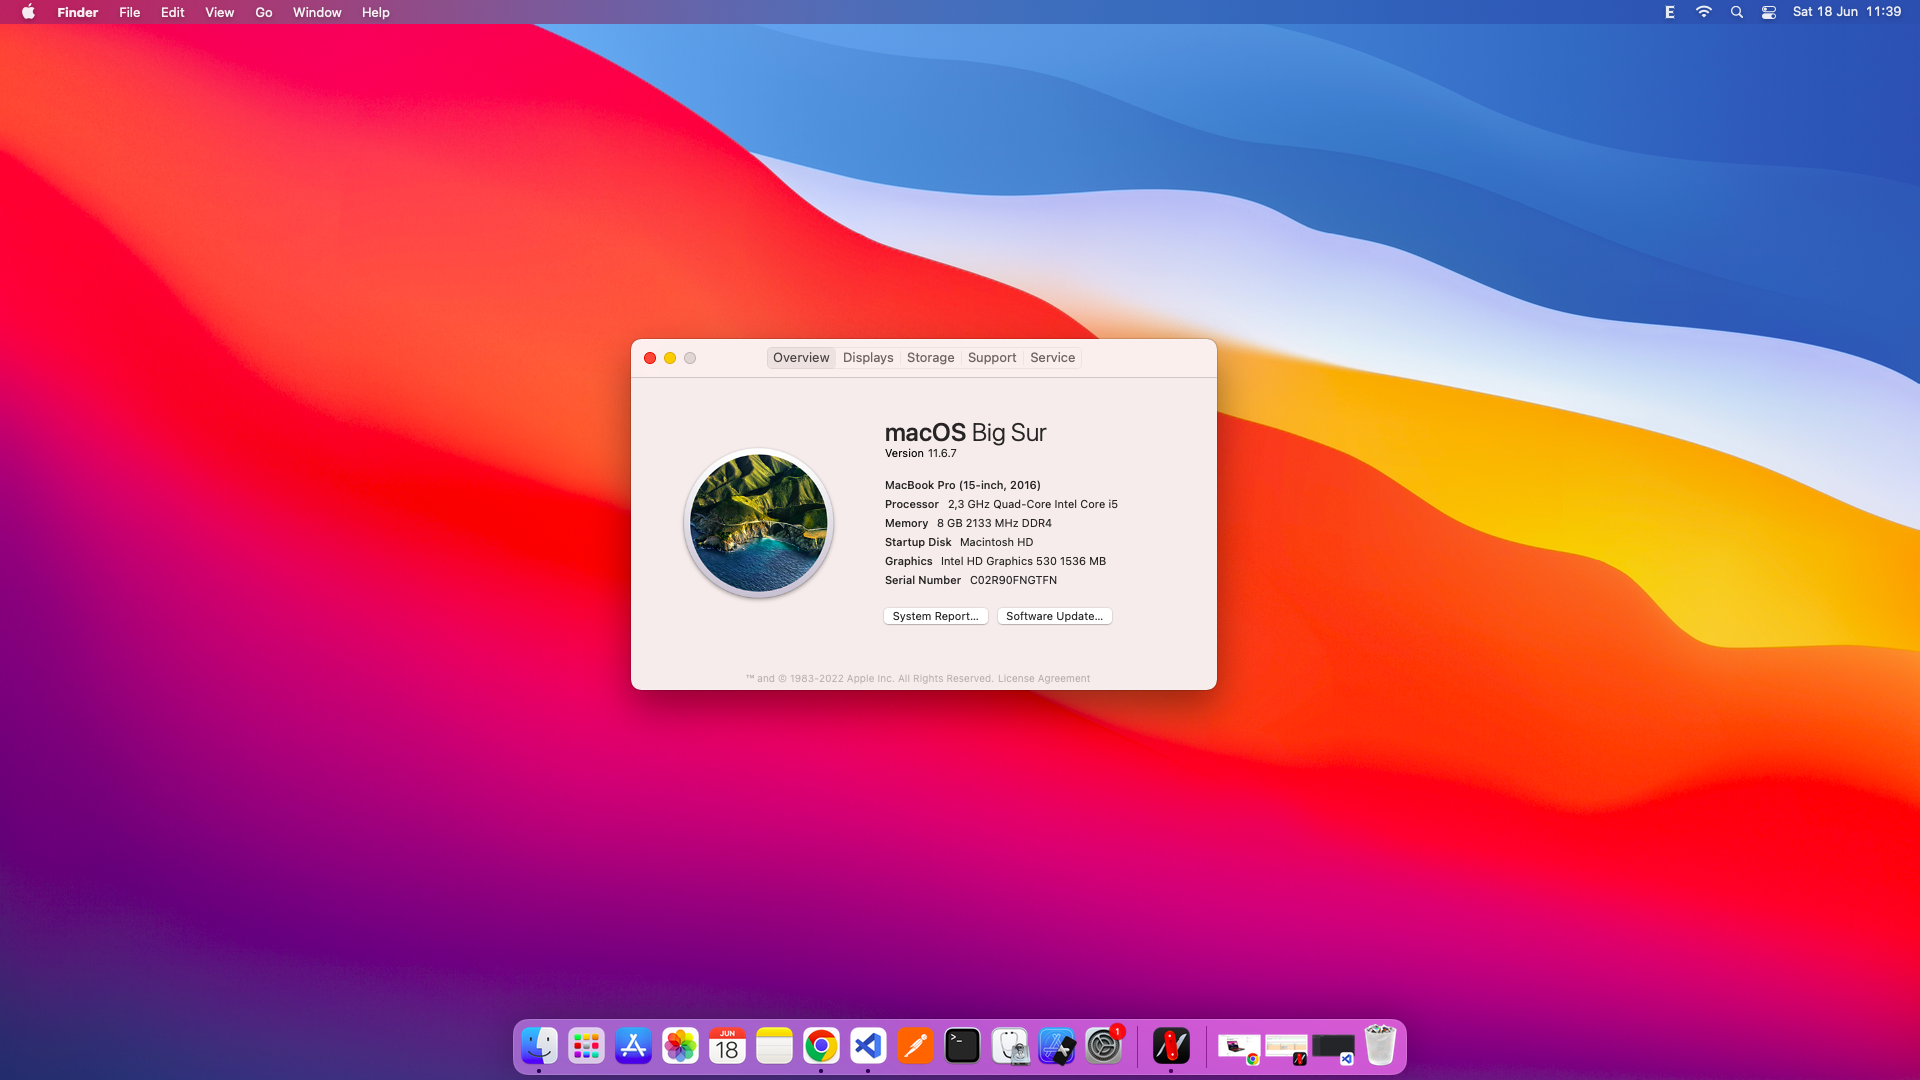 Finder File Edit View Go Window Help E Sat 18 Jun 11:39
Overview Displays Storage Support Service
macOS Big Sur
Version 11.6.7
MacBook Pro (15-inch, 2016)
Processor 2,3 GHz Quad-Core Intel Core i5
Memory 8 GB 2133 MHz DDR4
Startup Disk Macintosh HD
Graphics Intel HD Graphics 530 1536 MB
Serial Number C02R90FNGTFN
System Report... Software Update...
™ and © 1983-2022 Apple Inc. All Rights Reserved. License Agreement
JUN
18
>_
1